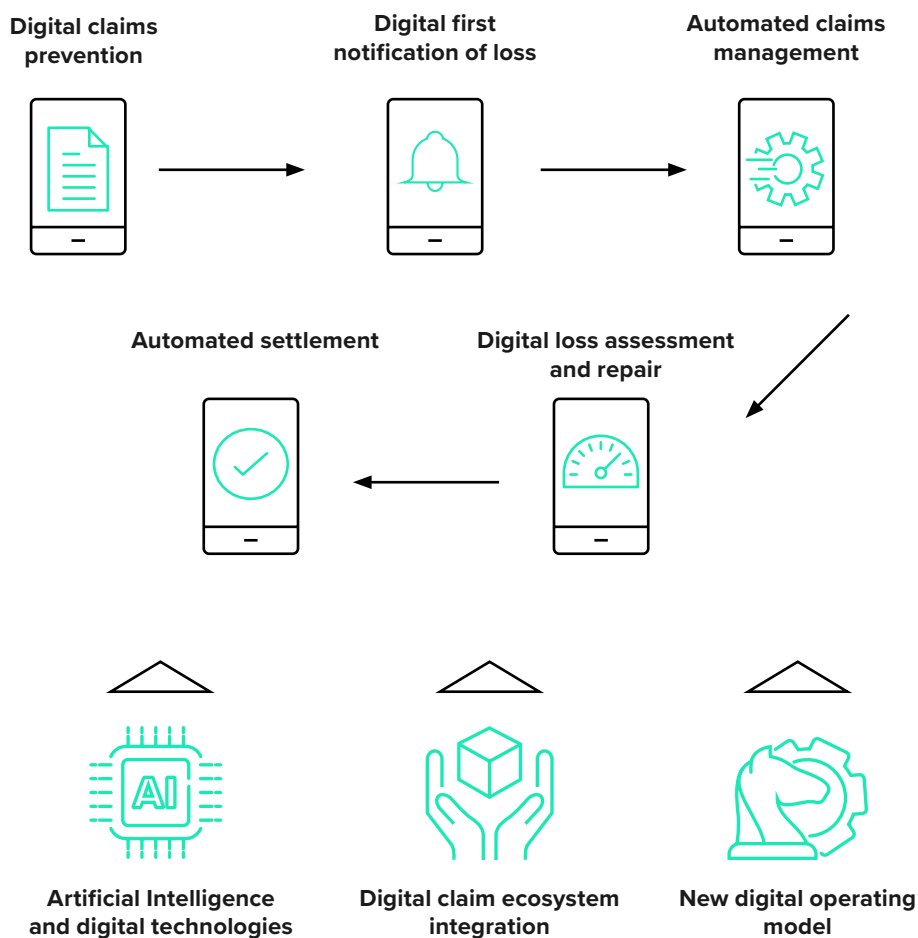 Digital claims
prevention
Digital first
notification of loss
Automated claims
management
Automated settlement
Digital loss assessment
and repair
AI
Artificial Intelligence
and digital technologies
Digital claim ecosystem
integration
New digital operating
model